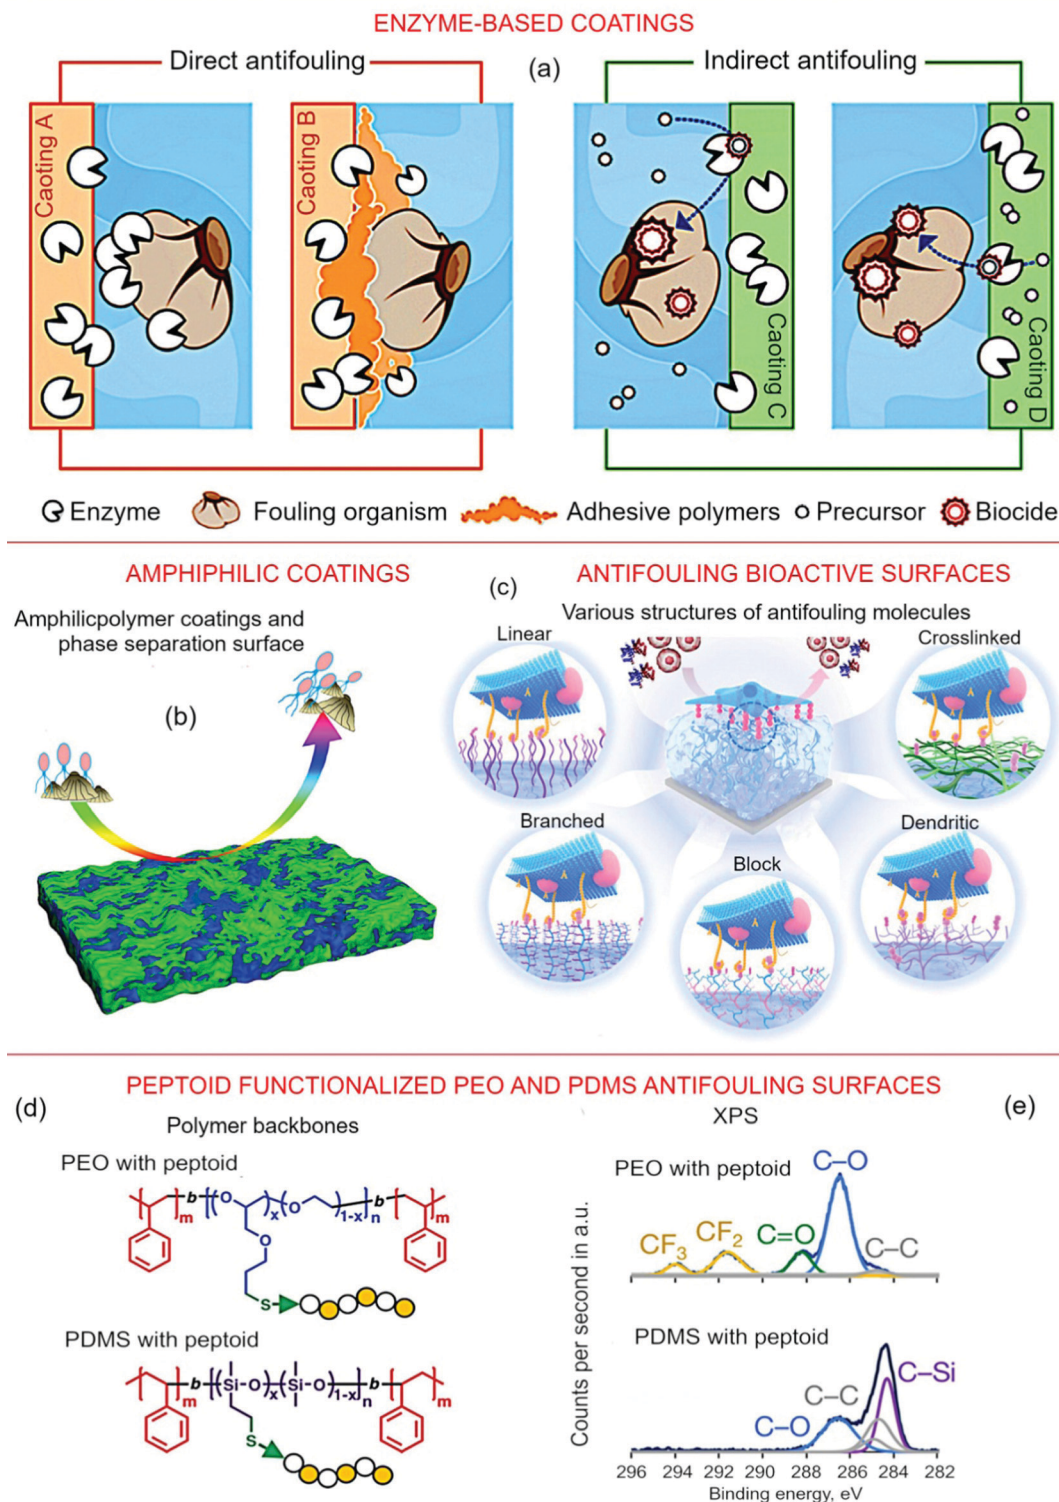 ENZYME-BASED COATINGS
Direct antifouling
(a)
Indirect antifouling
Caoting A
Caoting B
Caoting C
Caoting D
Enzyme
Fouling organism
Adhesive polymers
Precursor
Biocide
AMPHIPHILIC COATINGS
Amphilicpolymer coatings and
phase separation surface
(b)
(c)
ANTIFOULING BIOACTIVE SURFACES
Various structures of antifouling molecules
Linear
Crosslinked
Branched
Block
Dendritic
PEPTOID FUNCTIONALIZED PEO AND PDMS ANTIFOULING SURFACES
(d)
Polymer backbones
PEO with peptoid
m b O x O 1-x n b m
O
S
PDMS with peptoid
m b Si-O x Si-O 1-x n b m
S
(e)
XPS
Counts per second in a.u.
PEO with peptoid
C–O
CF3
CF2
C=O
C–C
PDMS with peptoid
C–Si
C–C
C–O
296 294 292 290 288 286 284 282
Binding energy, eV